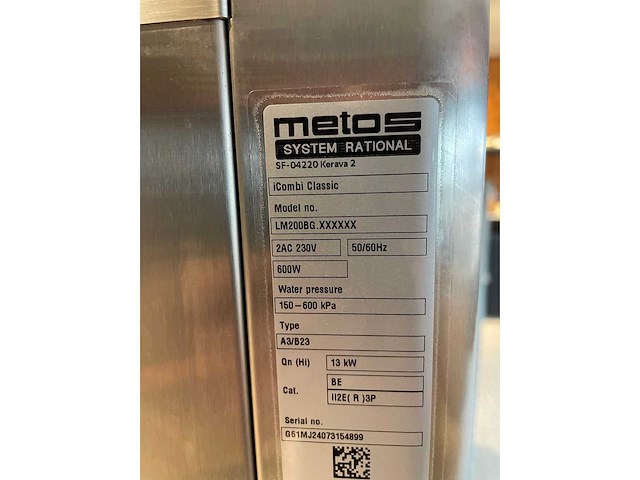 metos
SYSTEM RATIONAL
SF-04220 Kerava 2
iCombi Classic
Model no.
LM200BG.XXXXXX
2AC 230V 50/60Hz
600W
Water pressure
150-600 kPa
Type
A3/B23
Qn (Hi) 13 kW
Cat. BE
II2E( R )3P
Serial no.
G61MJ24073154899